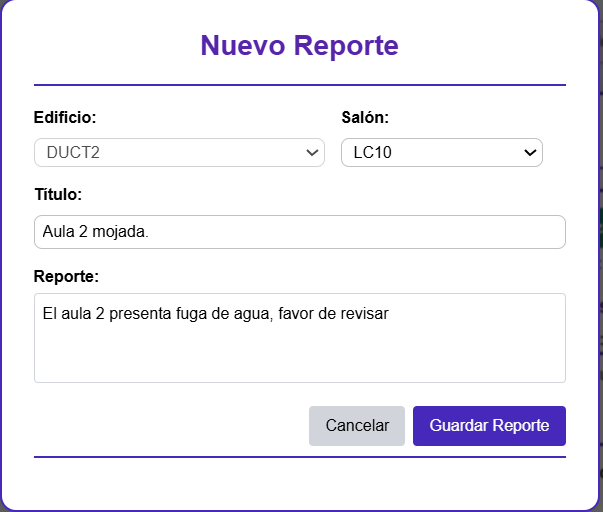 Nuevo Reporte
Edificio: Salón:
DUCT2 LC10
Título:
Aula 2 mojada.
Reporte:
El aula 2 presenta fuga de agua, favor de revisar
Cancelar Guardar Reporte